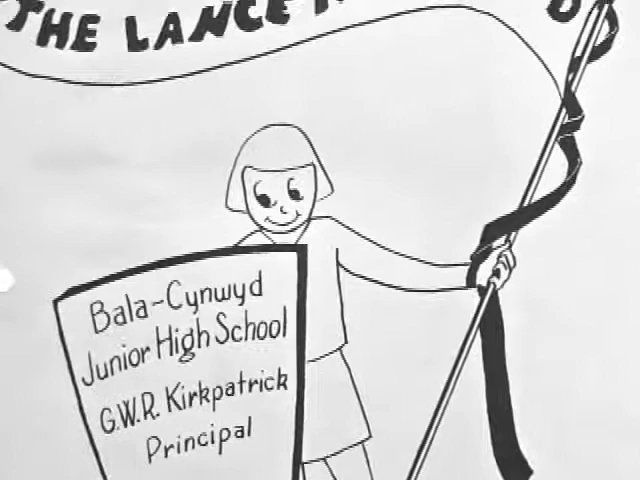 THE LANCE
Bala-Cynwyd
Junior High School
G.W.R. Kirkpatrick
Principal